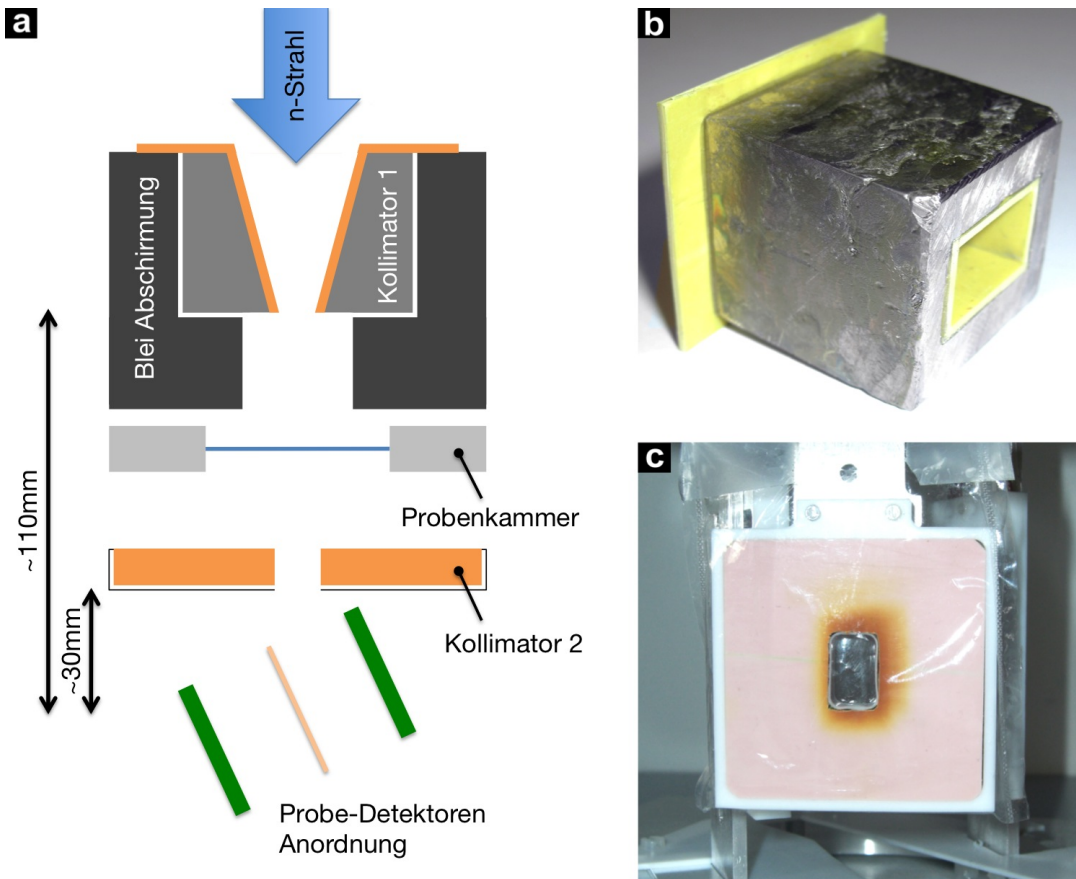 a
n-Strahl
Blei Abschirmung
Kollimator 1
~110mm
Probenkammer
~30mm
Kollimator 2
Probe-Detektoren
Anordnung
b
c